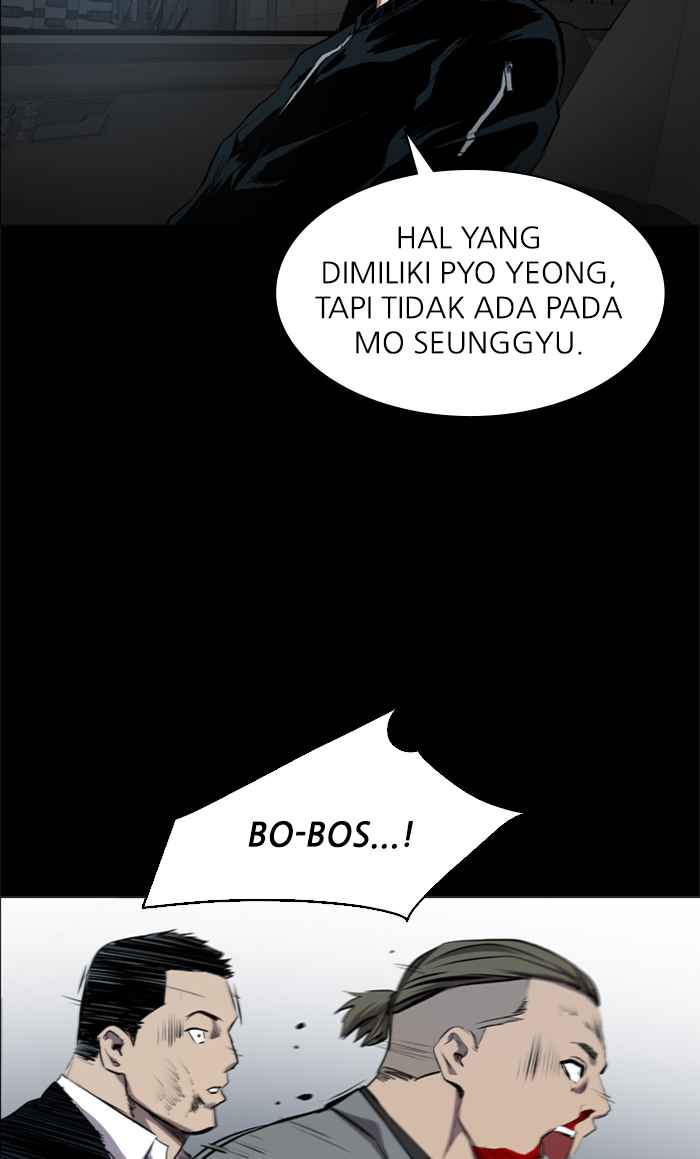 HAL YANG
DIMILIKI PYO YEONG,
TAPI TIDAK ADA PADA
MO SEUNGGYU.
BO-BOS...!